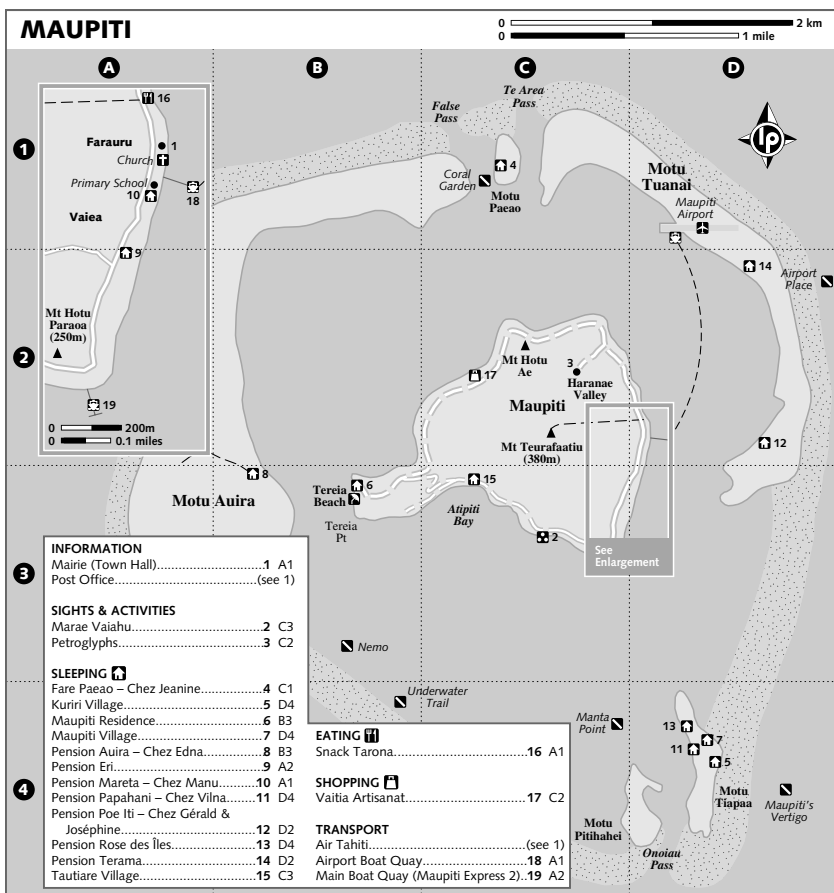 MAUPITI
0 2 km
0 1 mile
A B C D
1
2
3
4
lp
16
Farauru
1
Church
Primary School
10
18
Vaiea
9
Mt Hotu
Paraoa
(250m)
19
0 200m
0 0.1 miles
False
Pass
Te Area
Pass
Coral
Garden
4
Motu
Paeao
Motu
Tuanai
Maupiti
Airport
14
Airport
Place
Mt Hotu
Ae
3
Haranae
Valley
17
Maupiti
Mt Teurafaatiu
(380m)
12
8
Motu Auira
6
Tereia
Beach
Tereia
Pt
15
Atipiti
Bay
2
See
Enlargement
Nemo
Underwater
Trail
Manta
Point
13
7
11
5
Motu
Tiapaa
Motu
Pitihahei
Maupiti's
Vertigo
Onoiau
Pass
INFORMATION
Mairie (Town Hall)..............................1 A1
Post Office..............................(see 1)
SIGHTS & ACTIVITIES
Marae Vaiahu..............................2 C3
Petroglyphs..............................3 C2
SLEEPING
Fare Paeao – Chez Jeanine..............4 C1
Kuriri Village..............................5 D4
Maupiti Residence..............................6 B3
Maupiti Village..............................7 D4
Pension Auira – Chez Edna..............8 B3
Pension Eri..............................9 A2
Pension Mareta – Chez Manu..........10 A1
Pension Papahani – Chez Vilna........11 D4
Pension Poe Iti – Chez Gérald &
Joséphine..............................12 D2
Pension Rose des Îles....................13 D4
Pension Terama..............................14 D2
Tautiare Village..............................15 C3
EATING
Snack Tarona..............................16 A1
SHOPPING
Vaitia Artisanat..............................17 C2
TRANSPORT
Air Tahiti..............................(see 1)
Airport Boat Quay....................18 A1
Main Boat Quay (Maupiti Express 2)..19 A2